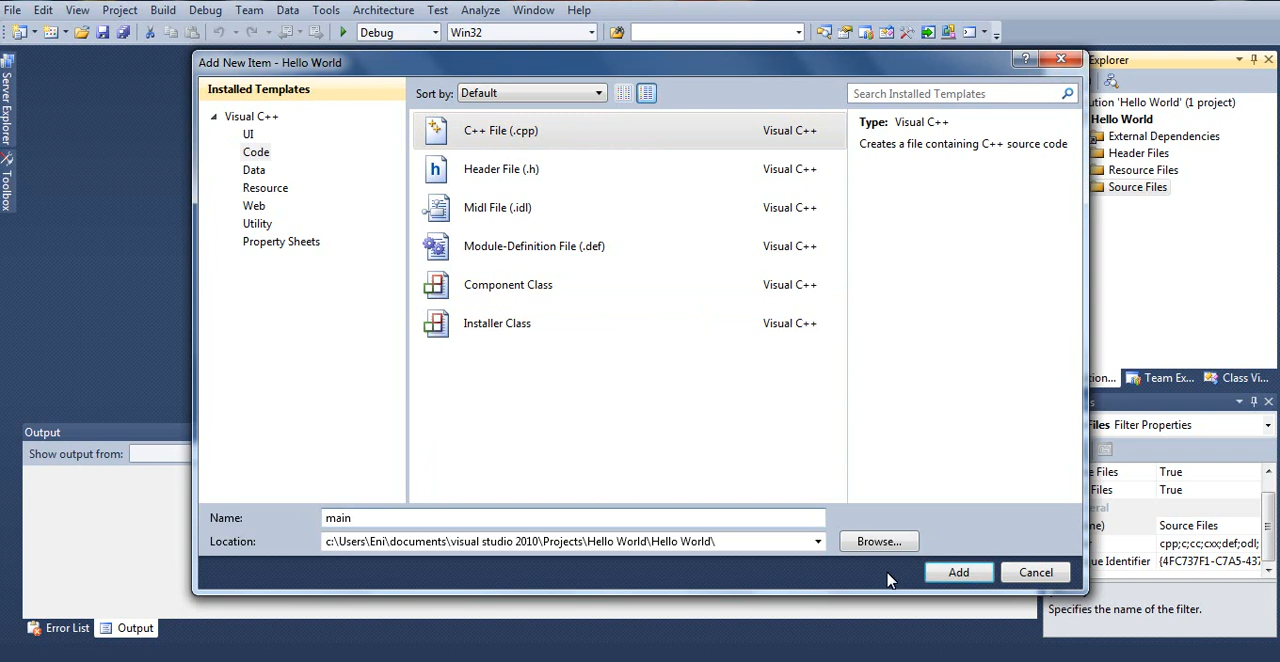 File Edit View Project Build Debug Team Data Tools Architecture Test Analyze Window Help
Debug Win32
Server Explorer
Toolbox
Add New Item - Hello World
Installed Templates
Visual C++
UI
Code
Data
Resource
Web
Utility
Property Sheets
Sort by: Default
Search Installed Templates
C++ File (.cpp) Visual C++
Header File (.h) Visual C++
Midl File (.idl) Visual C++
Module-Definition File (.def) Visual C++
Component Class Visual C++
Installer Class Visual C++
Type: Visual C++
Creates a file containing C++ source code
Name: main
Location: c:\Users\Eni\documents\visual studio 2010\Projects\Hello World\Hello World\
Browse...
Add Cancel
Explorer
ution 'Hello World' (1 project)
Hello World
External Dependencies
Header Files
Resource Files
Source Files
ion... Team Ex... Class Vi...
Files Filter Properties
e Files True
Files True
eral
e) Source Files
cpp;c;cc;cxx;def;odl;
ue Identifier {4FC737F1-C7A5-437
Specifies the name of the filter.
Output
Show output from:
Error List Output